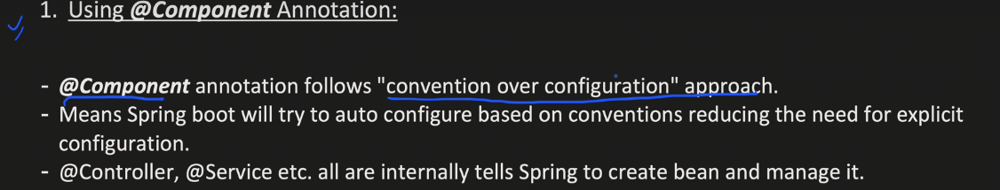 1. Using @Component Annotation:
- @Component annotation follows "convention over configuration" approach.
- Means Spring boot will try to auto configure based on conventions reducing the need for explicit
configuration.
- @Controller, @Service etc. all are internally tells Spring to create bean and manage it.